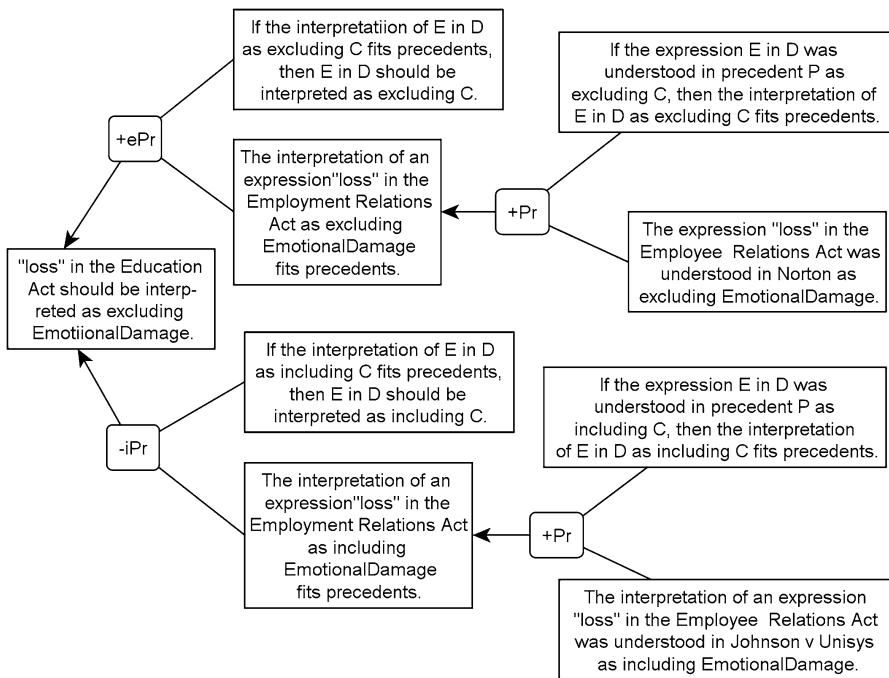 If the interpretatiion of E in D
as excluding C fits precedents,
then E in D should be
interpreted as excluding C.
If the expression E in D was
understood in precedent P as
excluding C, then the interpretation of
E in D as excluding C fits precedents.
+ePr
The interpretation of an
expression"loss" in the
Employment Relations
Act as excluding
EmotionalDamage
fits precedents.
+Pr
The expression "loss" in the
Employee  Relations Act was
understood in Norton as
excluding EmotionalDamage.
"loss" in the Education
Act should be interp-
reted as excluding
EmotiionalDamage.
If the interpretation of E in D
as including C fits precedents,
then E in D should be
interpreted as including C.
If the expression E in D was
understood in precedent P as
including C, then the interpretation
of E in D as including C fits precedents.
-iPr
The interpretation of an
expression"loss" in the
Employment Relations Act
as including
EmotionalDamage
fits precedents.
+Pr
The interpretation of an expression
"loss" in the Employee  Relations Act
was understood in Johnson v Unisys
as including EmotionalDamage.